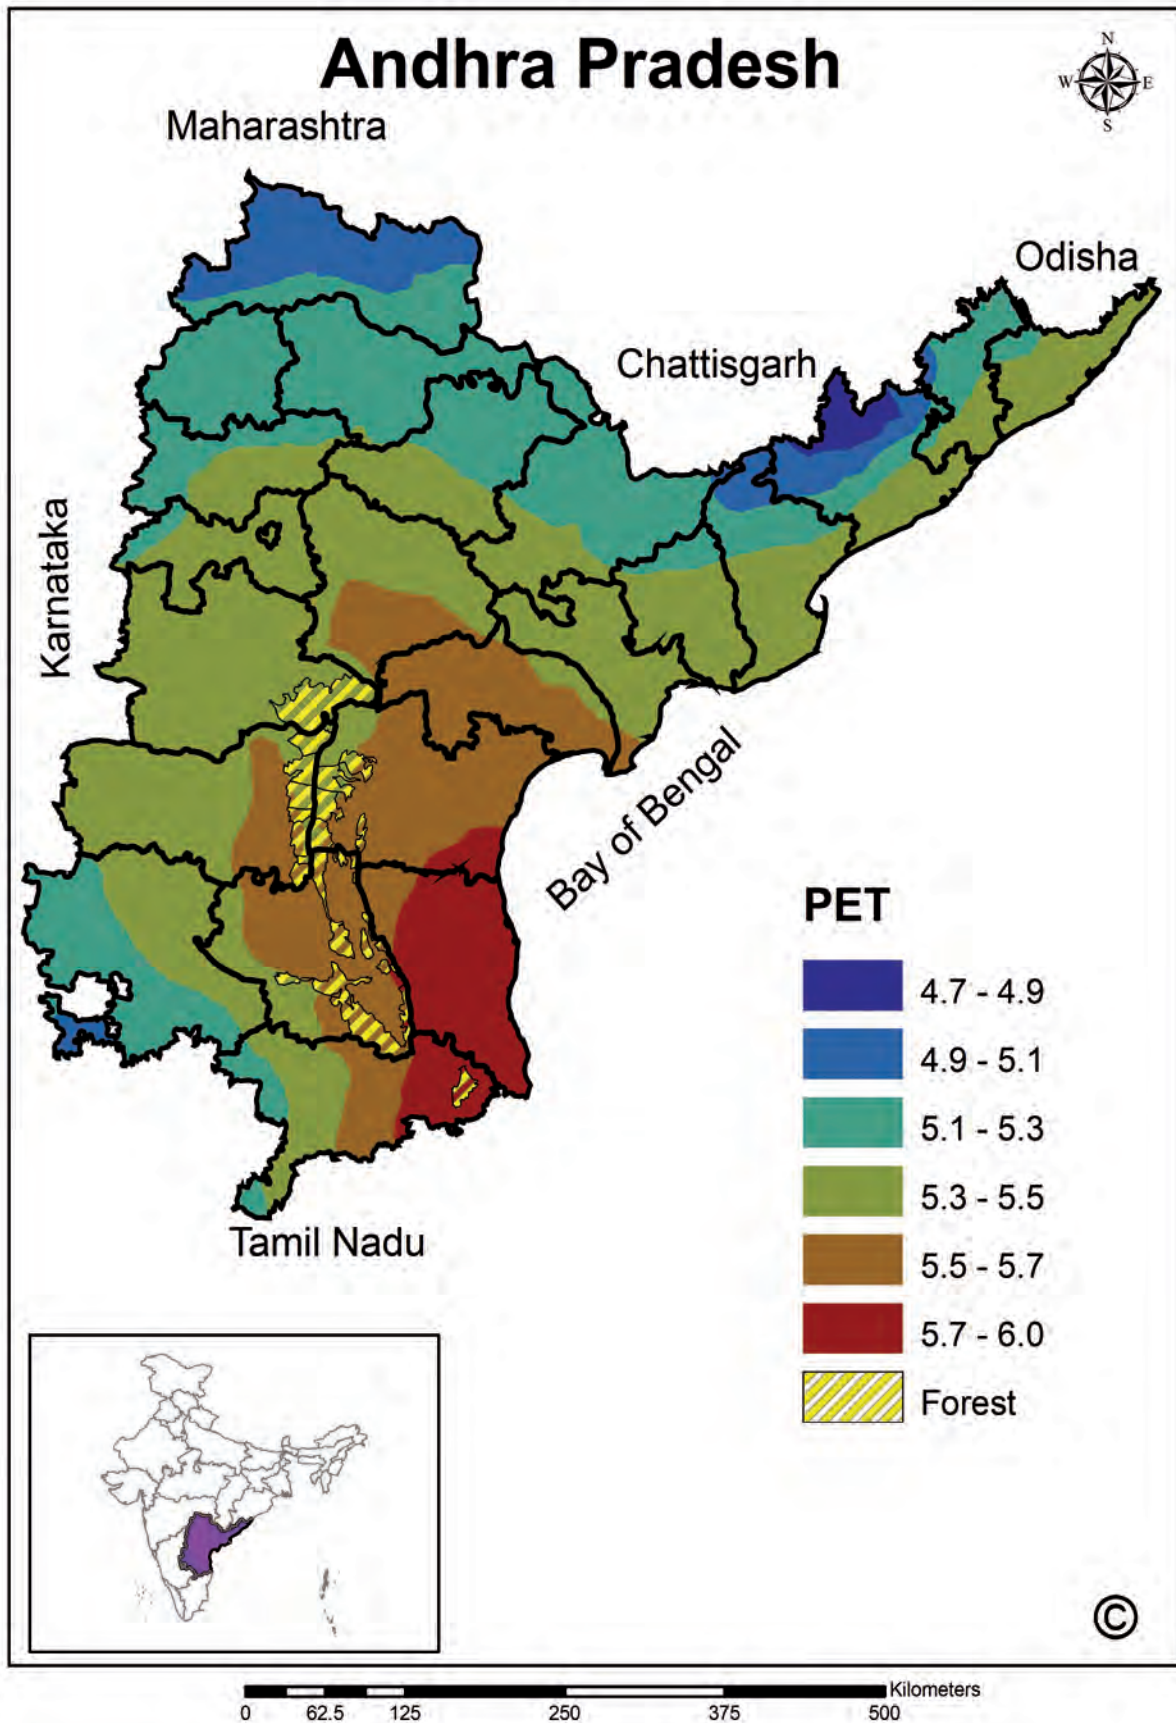 Andhra Pradesh
N
W
E
S
Maharashtra
Odisha
Chattisgarh
Karnataka
Bay of Bengal
Tamil Nadu
PET
4.7 - 4.9
4.9 - 5.1
5.1 - 5.3
5.3 - 5.5
5.5 - 5.7
5.7 - 6.0
Forest
©
Kilometers
0 62.5 125 250 375 500